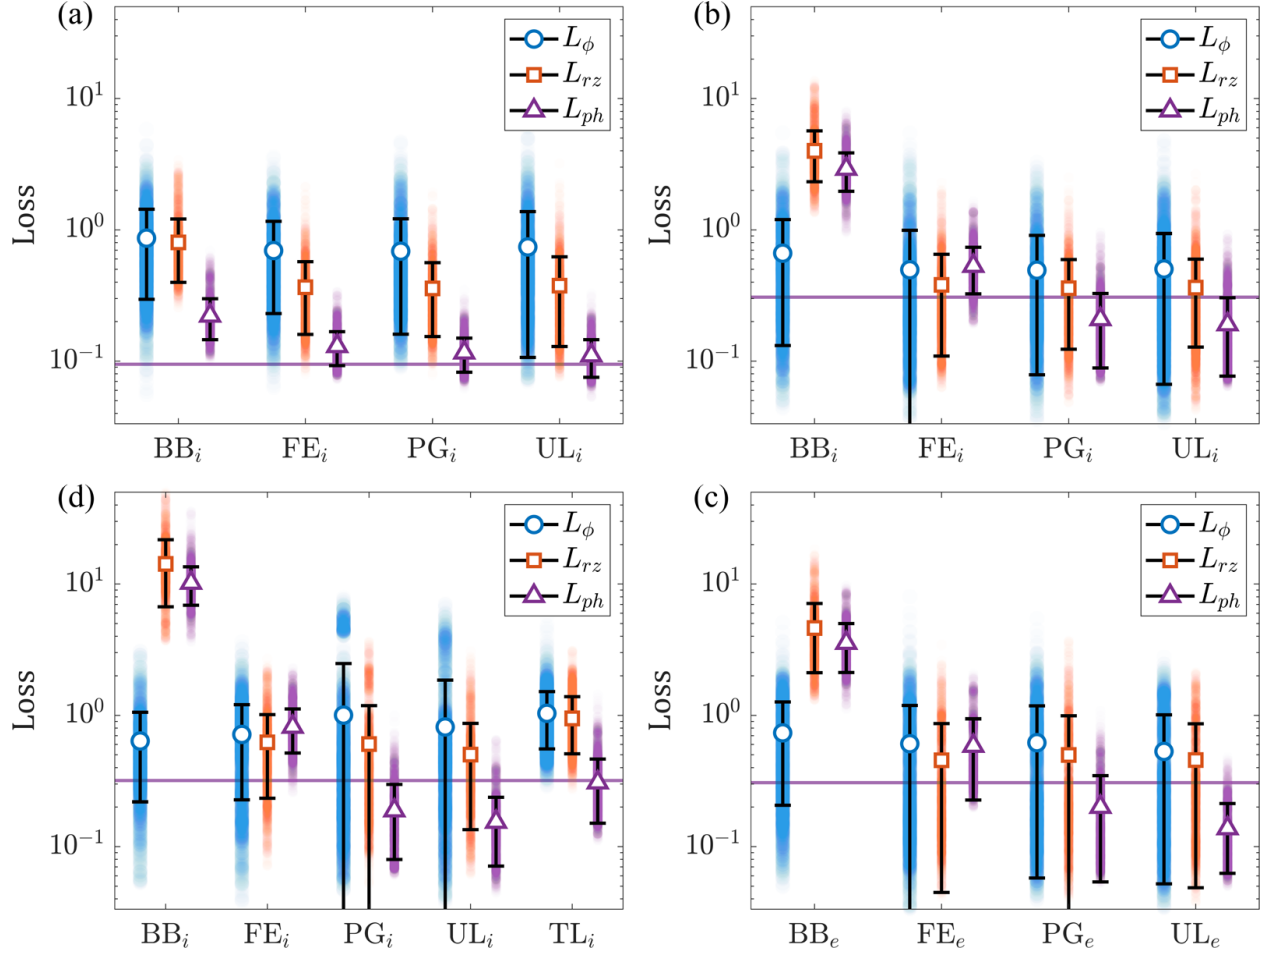 (a)
L_ϕ
L_rz
L_ph
Loss
10^1
10^0
10^-1
BB_i FE_i PG_i UL_i
(b)
L_ϕ
L_rz
L_ph
Loss
10^1
10^0
10^-1
BB_i FE_i PG_i UL_i
(d)
L_ϕ
L_rz
L_ph
Loss
10^1
10^0
10^-1
BB_i FE_i PG_i UL_i TL_i
(c)
L_ϕ
L_rz
L_ph
Loss
10^1
10^0
10^-1
BB_e FE_e PG_e UL_e